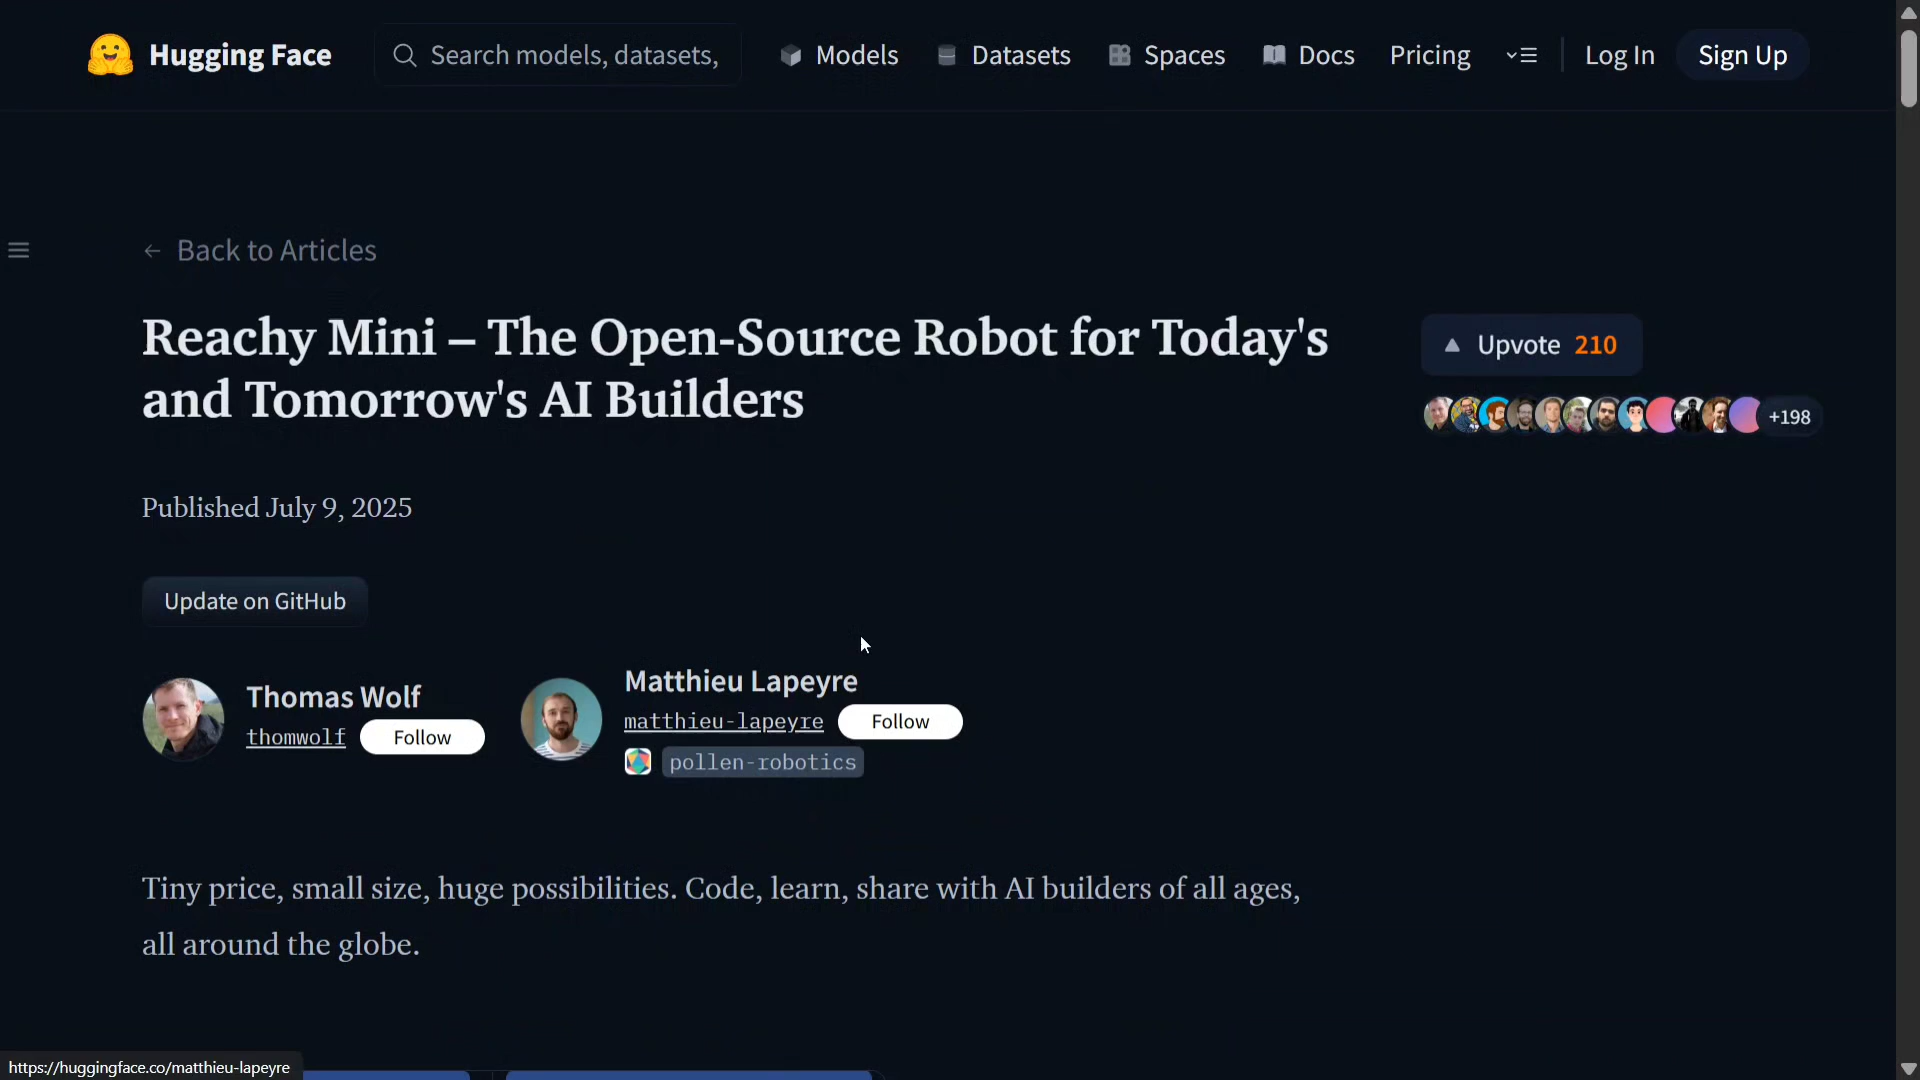 Hugging Face
Search models, datasets,
Models
Datasets
Spaces
Docs
Pricing
Log In
Sign Up
← Back to Articles
Reachy Mini – The Open-Source Robot for Today's
and Tomorrow's AI Builders
Upvote 210
+198
Published July 9, 2025
Update on GitHub
Thomas Wolf
thomwolf
Follow
Matthieu Lapeyre
matthieu-lapeyre
Follow
pollen-robotics
Tiny price, small size, huge possibilities. Code, learn, share with AI builders of all ages,
all around the globe.
https://huggingface.co/matthieu-lapeyre